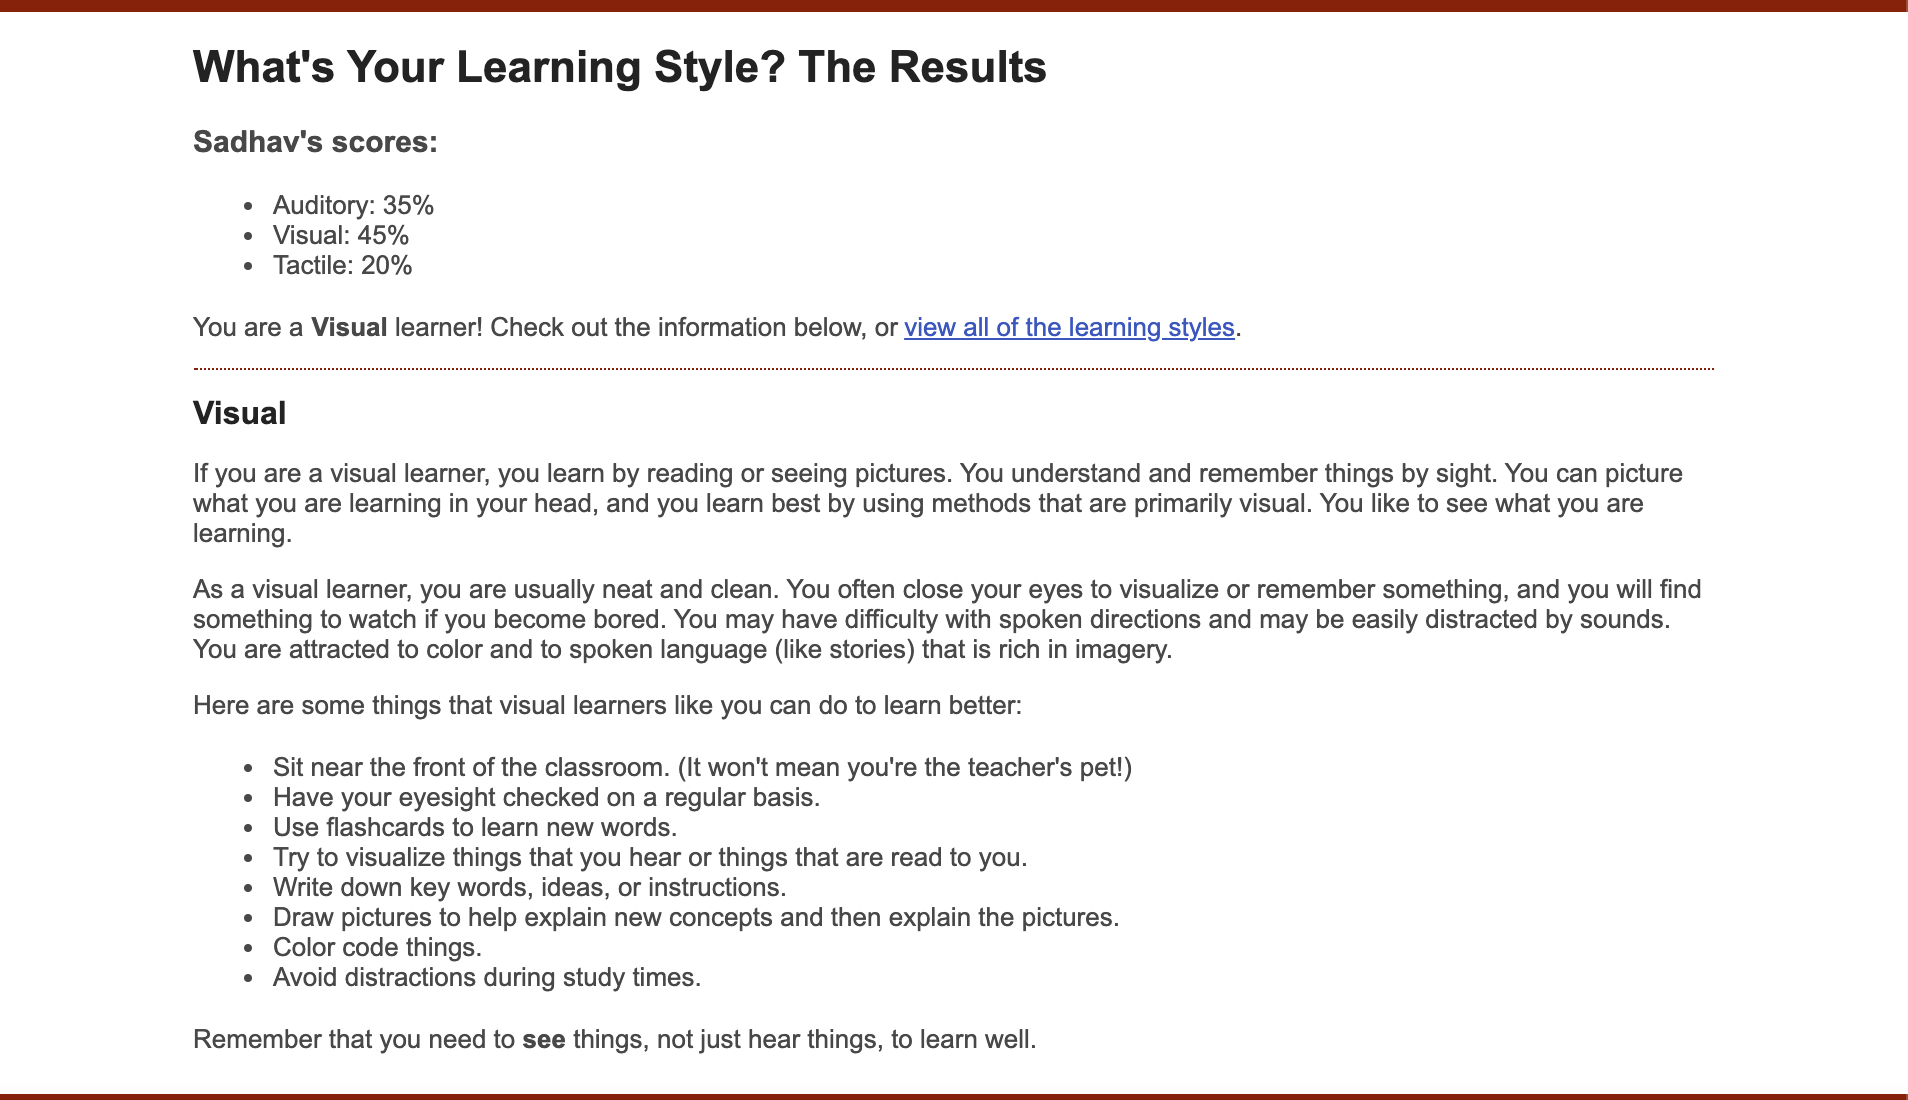 What's Your Learning Style? The Results
Sadhav's scores:
• Auditory: 35%
• Visual: 45%
• Tactile: 20%
You are a Visual learner! Check out the information below, or view all of the learning styles.
Visual
If you are a visual learner, you learn by reading or seeing pictures. You understand and remember things by sight. You can picture
what you are learning in your head, and you learn best by using methods that are primarily visual. You like to see what you are
learning.
As a visual learner, you are usually neat and clean. You often close your eyes to visualize or remember something, and you will find
something to watch if you become bored. You may have difficulty with spoken directions and may be easily distracted by sounds.
You are attracted to color and to spoken language (like stories) that is rich in imagery.
Here are some things that visual learners like you can do to learn better:
• Sit near the front of the classroom. (It won't mean you're the teacher's pet!)
• Have your eyesight checked on a regular basis.
• Use flashcards to learn new words.
• Try to visualize things that you hear or things that are read to you.
• Write down key words, ideas, or instructions.
• Draw pictures to help explain new concepts and then explain the pictures.
• Color code things.
• Avoid distractions during study times.
Remember that you need to see things, not just hear things, to learn well.